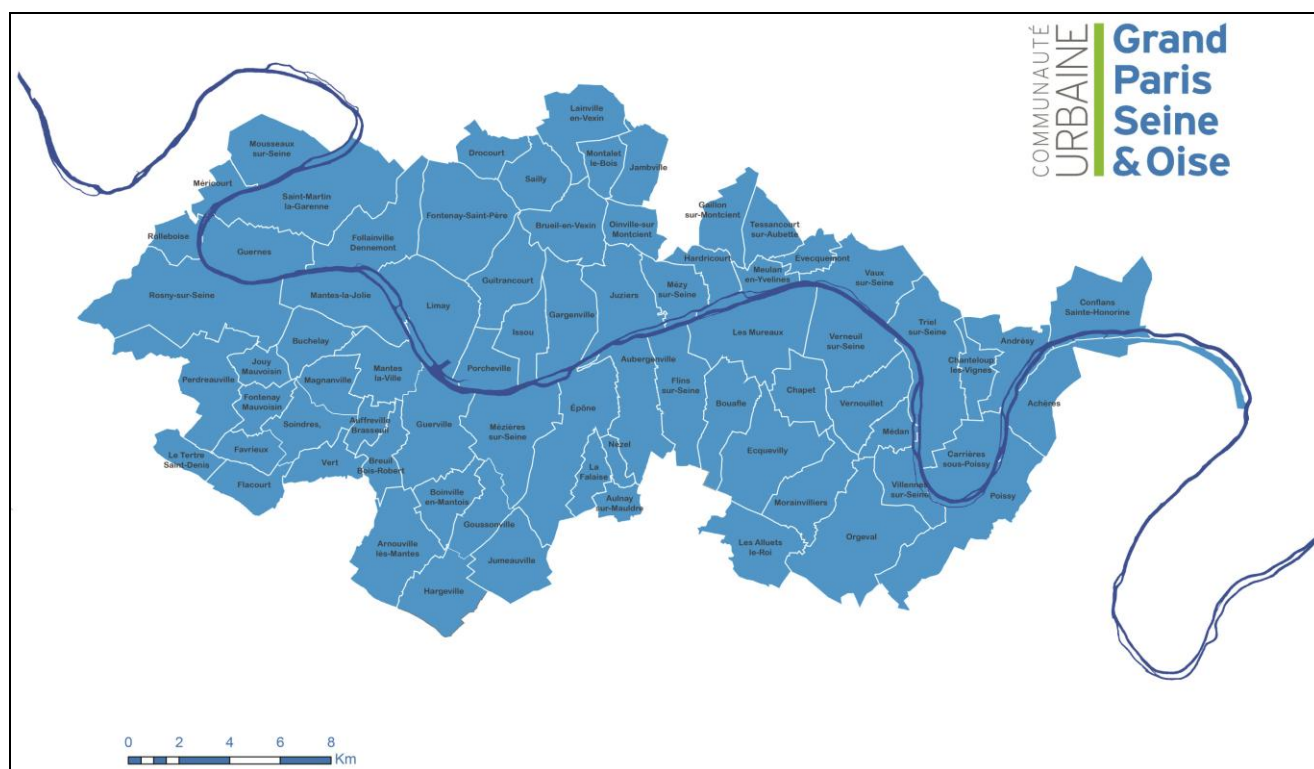 COMMUNAUTÉ
URBAINE
Grand
Paris
Seine
& Oise
Lainville
en-Vexin
Mousseaux
sur-Seine
Drocourt
Montalet
le-Bois
Sailly
Jambville
Méricourt
Saint-Martin
la-Garenne
Fontenay-Saint-Père
Brueil-en-Vexin
Oinville-sur
Montcient
Gaillon
sur-Montcient
Tessancourt
sur-Aubette
Rolleboise
Guernes
Follainville
Dennemont
Hardricourt
Évecquemont
Meulan
en-Yvelines
Vaux
sur-Seine
Guitrancourt
Rosny-sur-Seine
Mantes-la-Jolie
Limay
Juziers
Mézy
sur-Seine
Conflans
Sainte-Honorine
Issou
Gargenville
Les Mureaux
Verneuil
sur-Seine
Triel
sur-Seine
Andrésy
Buchelay
Jouy
Mauvoisin
Mantes
la-Ville
Porcheville
Aubergenville
Chanteloup
les-Vignes
Perdreauville
Magnanville
Flins
sur-Seine
Chapet
Fontenay
Mauvoisin
Bouafle
Vernouillet
Achères
Épône
Soindres,
Auffreville
Brasseuil
Guerville
Mézières
sur-Seine
Médan
Nézel
Favrieux
Le Tertre
Saint-Denis
Vert
Breuil
Bois-Robert
Ecquevilly
Carrières
sous-Poissy
La
Falaise
Flacourt
Villennes
sur-Seine
Boinville
en-Mantois
Aulnay
sur-Mauldre
Morsinvilliers
Poissy
Goussonville
Orgeval
Arnouville
lès-Mantes
Les Alluets
le-Roi
Jumeauville
Hargeville
0 2 4 6 8
Km